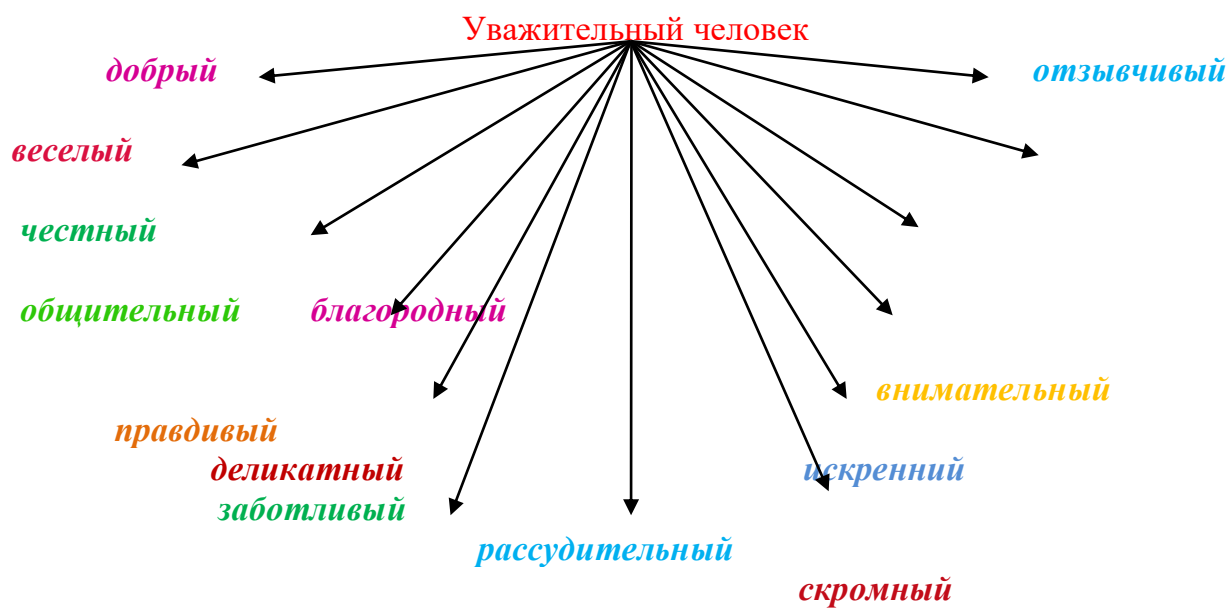 Уважительный человек
добрый отзывчивый
веселый
честный
общительный благородный
внимательный
правдивый
деликатный искренний
заботливый
рассудительный
скромный